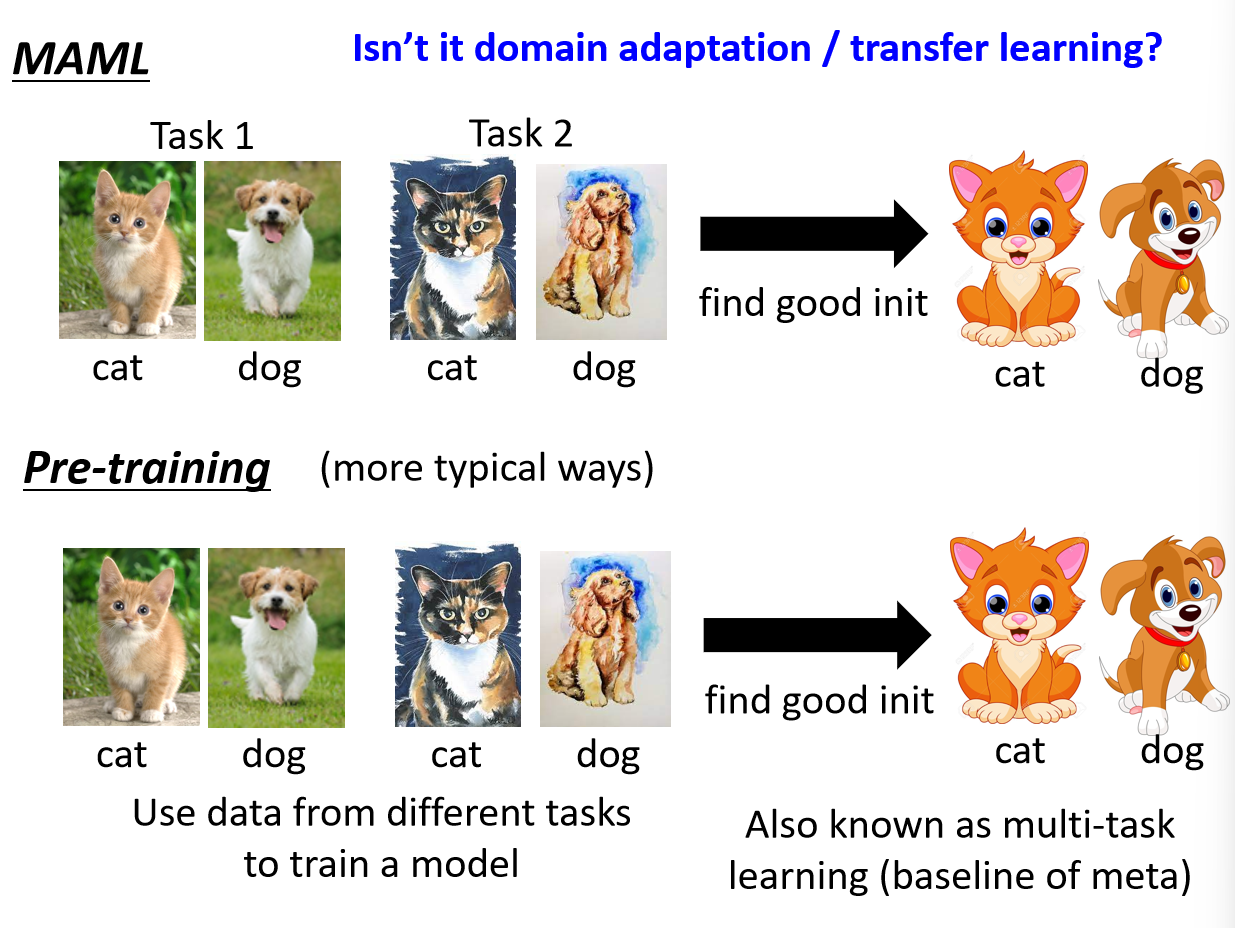 MAML
Isn't it domain adaptation / transfer learning?
Task 1
Task 2
cat
dog
cat
dog
find good init
cat
dog
Pre-training
(more typical ways)
cat
dog
cat
dog
find good init
cat
dog
Use data from different tasks
to train a model
Also known as multi-task
learning (baseline of meta)